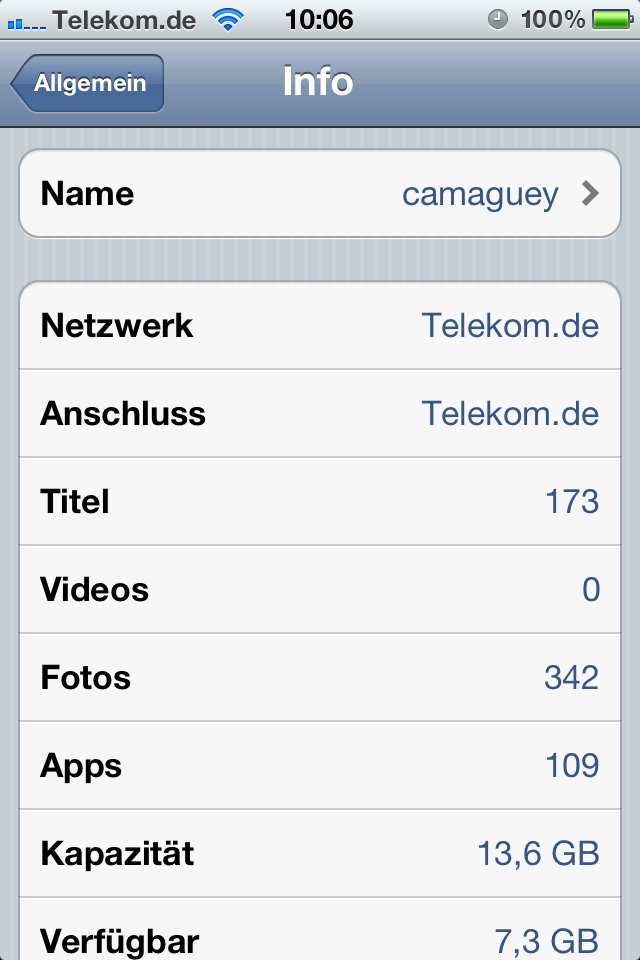 Telekom.de 10:06 100%
Allgemein Info
Name camaguey
Netzwerk Telekom.de
Anschluss Telekom.de
Titel 173
Videos 0
Fotos 342
Apps 109
Kapazität 13,6 GB
Verfügbar 7,3 GB